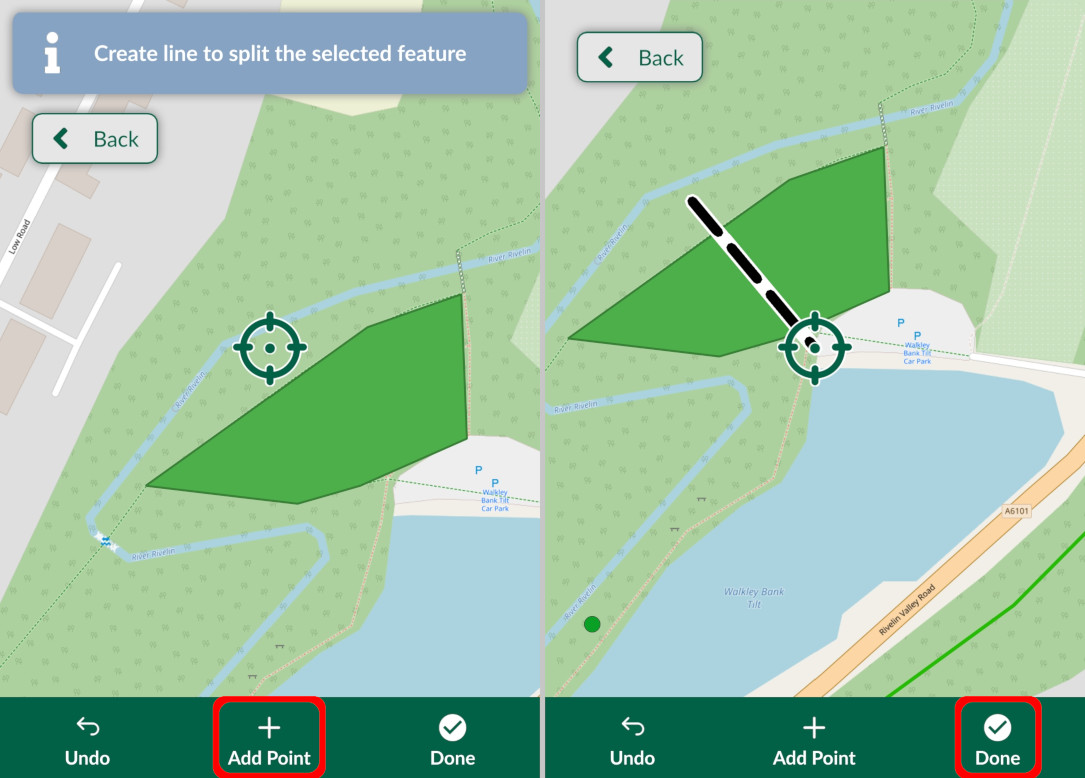 Create line to split the selected feature
Back
Low Road
River Rivelin
River Rivelin
P
P
Walkley
Bank Tilt
Car Park
River Rivelin
Undo
Add Point
Done
Back
River Rivelin
River Rivelin
P
P
Walkley
Bank Tilt
Car Park
River Rivelin
A6101
Walkley Bank
Tilt
River Rivelin
Rivelin Valley Road
Undo
Add Point
Done